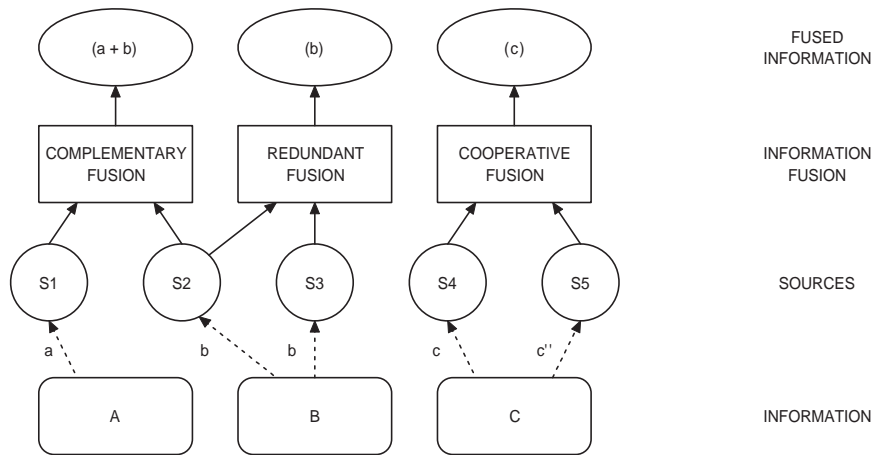 (a + b)
(b)
(c)
FUSED
INFORMATION
COMPLEMENTARY
FUSION
REDUNDANT
FUSION
COOPERATIVE
FUSION
INFORMATION
FUSION
S1
S2
S3
S4
S5
SOURCES
a
b
b
c
c''
A
B
C
INFORMATION